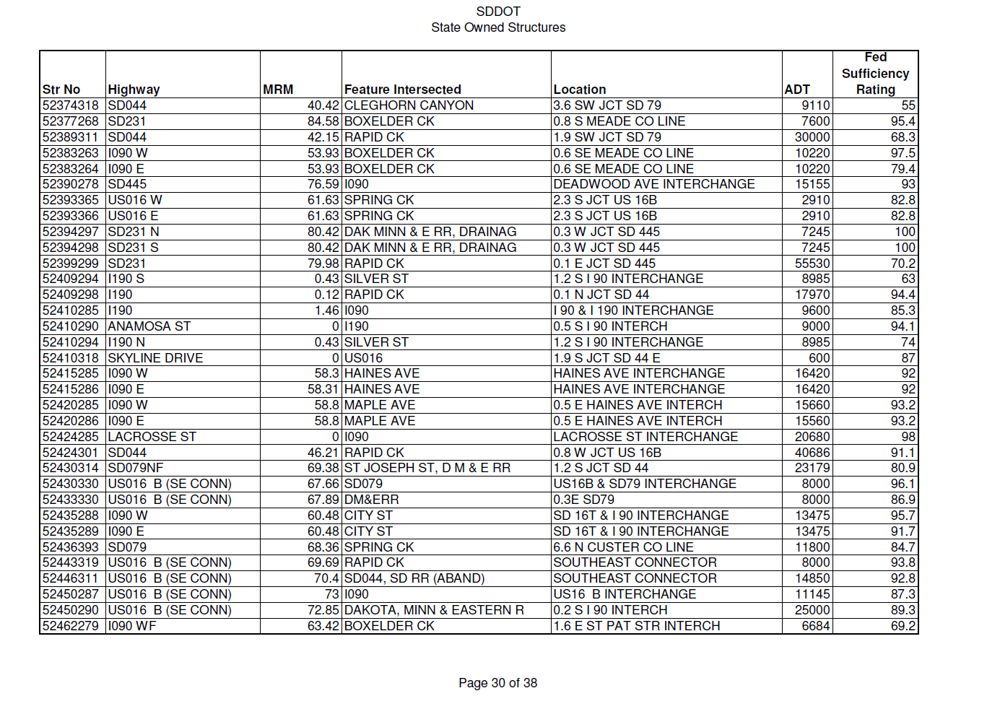 SDDOT
State Owned Structures
Str No Highway MRM Feature Intersected Location ADT Fed Sufficiency Rating
52374318 SD044 40.42 CLEGHORN CANYON 3.6 SW JCT SD 79 9110 55
52377268 SD231 84.58 BOXELDER CK 0.8 S MEADE CO LINE 7600 95.4
52389311 SD044 42.15 RAPID CK 1.9 SW JCT SD 79 30000 68.3
52383263 I090 W 53.93 BOXELDER CK 0.6 SE MEADE CO LINE 10220 97.5
52383264 I090 E 53.93 BOXELDER CK 0.6 SE MEADE CO LINE 10220 79.4
52390278 SD445 76.59 I090 DEADWOOD AVE INTERCHANGE 15155 93
52393365 US016 W 61.63 SPRING CK 2.3 S JCT US 16B 2910 82.8
52393366 US016 E 61.63 SPRING CK 2.3 S JCT US 16B 2910 82.8
52394297 SD231 N 80.42 DAK MINN & E RR, DRAINAG 0.3 W JCT SD 445 7245 100
52394298 SD231 S 80.42 DAK MINN & E RR, DRAINAG 0.3 W JCT SD 445 7245 100
52399299 SD231 79.98 RAPID CK 0.1 E JCT SD 445 55530 70.2
52409294 I190 S 0.43 SILVER ST 1.2 S I 90 INTERCHANGE 8985 63
52409298 I190 0.12 RAPID CK 0.1 N JCT SD 44 17970 94.4
52410285 I190 1.46 I090 I 90 & I 190 INTERCHANGE 9600 85.3
52410290 ANAMOSA ST 0 I190 0.5 S I 90 INTERCH 9000 94.1
52410294 I190 N 0.43 SILVER ST 1.2 S I 90 INTERCHANGE 8985 74
52410318 SKYLINE DRIVE 0 US016 1.9 S JCT SD 44 E 600 87
52415285 I090 W 58.3 HAINES AVE HAINES AVE INTERCHANGE 16420 92
52415286 I090 E 58.31 HAINES AVE HAINES AVE INTERCHANGE 16420 92
52420285 I090 W 58.8 MAPLE AVE 0.5 E HAINES AVE INTERCH 15660 93.2
52420286 I090 E 58.8 MAPLE AVE 0.5 E HAINES AVE INTERCH 15560 93.2
52424285 LACROSSE ST 0 I090 LACROSSE ST INTERCHANGE 20680 98
52424301 SD044 46.21 RAPID CK 0.8 W JCT US 16B 40686 91.1
52430314 SD079NF 69.38 ST JOSEPH ST, D M & E RR 1.2 S JCT SD 44 23179 80.9
52430330 US016  B (SE CONN) 67.66 SD079 US16B & SD79 INTERCHANGE 8000 96.1
52433330 US016  B (SE CONN) 67.89 DM&ERR 0.3E SD79 8000 86.9
52435288 I090 W 60.48 CITY ST SD 16T & I 90 INTERCHANGE 13475 95.7
52435289 I090 E 60.48 CITY ST SD 16T & I 90 INTERCHANGE 13475 91.7
52436393 SD079 68.36 SPRING CK 6.6 N CUSTER CO LINE 11800 84.7
52443319 US016  B (SE CONN) 69.69 RAPID CK SOUTHEAST CONNECTOR 8000 93.8
52446311 US016  B (SE CONN) 70.4 SD044, SD RR (ABAND) SOUTHEAST CONNECTOR 14850 92.8
52450287 US016  B (SE CONN) 73 I090 US16  B INTERCHANGE 11145 87.3
52450290 US016  B (SE CONN) 72.85 DAKOTA, MINN & EASTERN R 0.2 S I 90 INTERCH 25000 89.3
52462279 I090 WF 63.42 BOXELDER CK 1.6 E ST PAT STR INTERCH 6684 69.2
Page 30 of 38